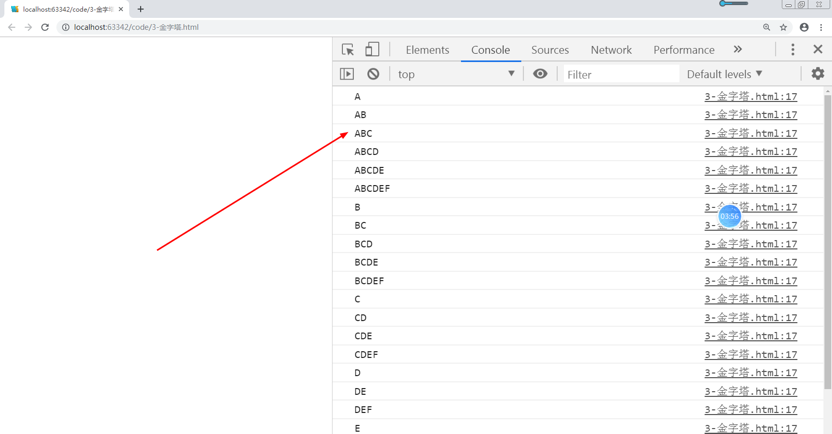 localhost:63342/code/3-金字塔
localhost:63342/code/3-金字塔.html
Elements Console Sources Network Performance
top Filter Default levels
A 3-金字塔.html:17
AB 3-金字塔.html:17
ABC 3-金字塔.html:17
ABCD 3-金字塔.html:17
ABCDE 3-金字塔.html:17
ABCDEF 3-金字塔.html:17
B 3-金字塔.html:17
03:56
BC 3-金字塔.html:17
BCD 3-金字塔.html:17
BCDE 3-金字塔.html:17
BCDEF 3-金字塔.html:17
C 3-金字塔.html:17
CD 3-金字塔.html:17
CDE 3-金字塔.html:17
CDEF 3-金字塔.html:17
D 3-金字塔.html:17
DE 3-金字塔.html:17
DEF 3-金字塔.html:17
E 3-金字塔.html:17